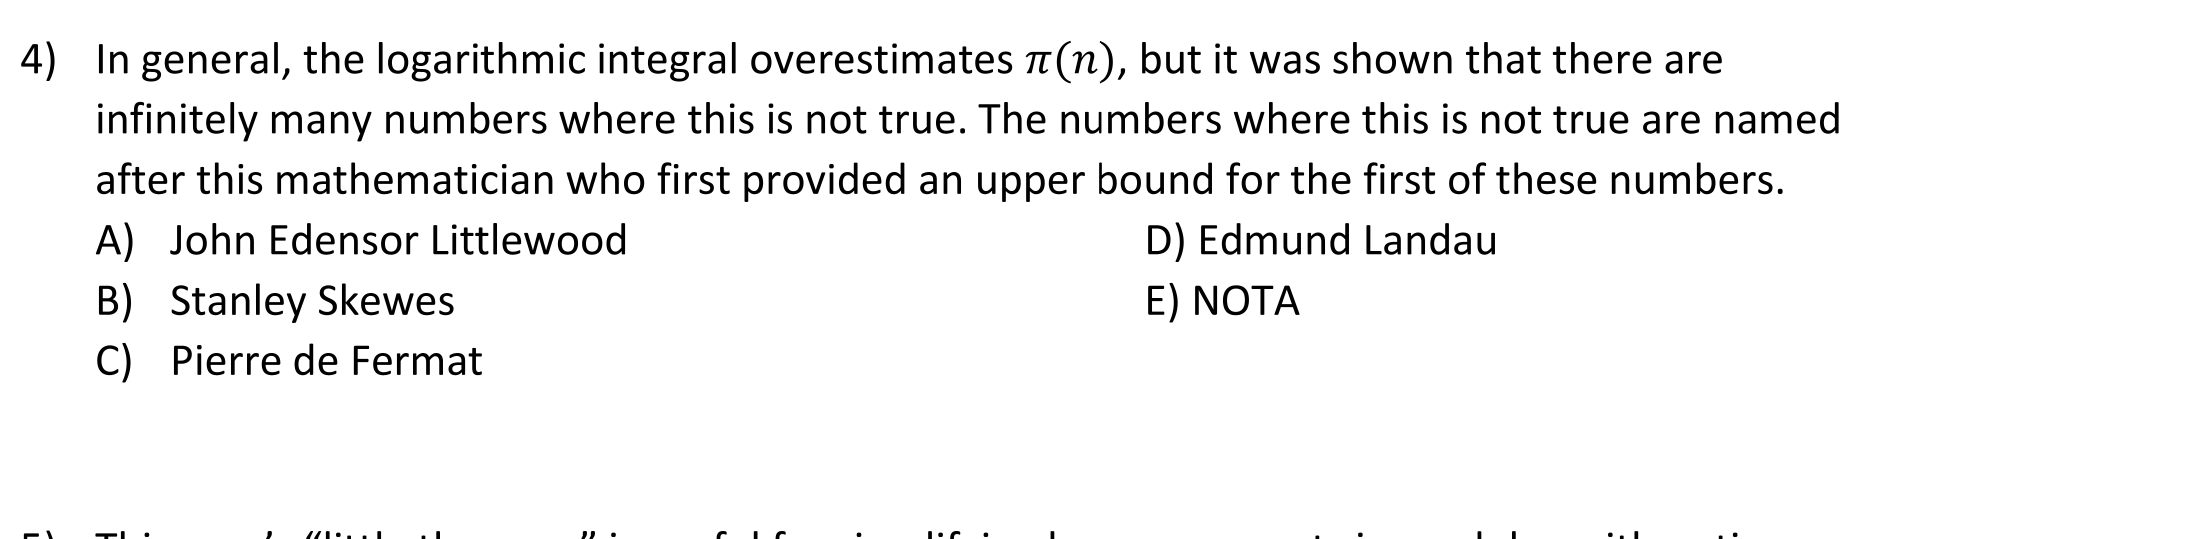 4) In general, the logarithmic integral overestimates π(n), but it was shown that there are
infinitely many numbers where this is not true. The numbers where this is not true are named
after this mathematician who first provided an upper bound for the first of these numbers.
A) John Edensor Littlewood
B) Stanley Skewes
C) Pierre de Fermat
D) Edmund Landau
E) NOTA